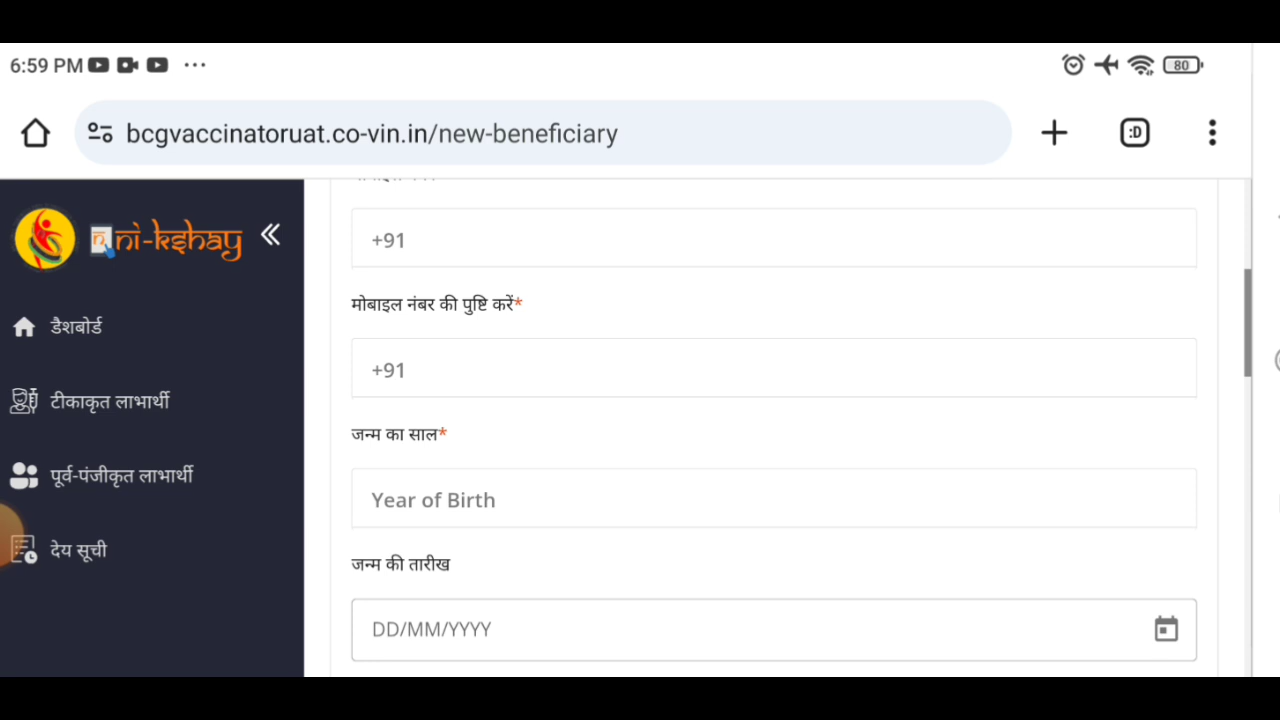 6:59 PM
80
bcgvaccinatoruat.co-vin.in/new-beneficiary
:D
ni-kshay
+91
मोबाइल नंबर की पुष्टि करें*
डैशबोर्ड
+91
टीकाकृत लाभार्थी
जन्म का साल*
पूर्व-पंजीकृत लाभार्थी
Year of Birth
देय सूची
जन्म की तारीख
DD/MM/YYYY